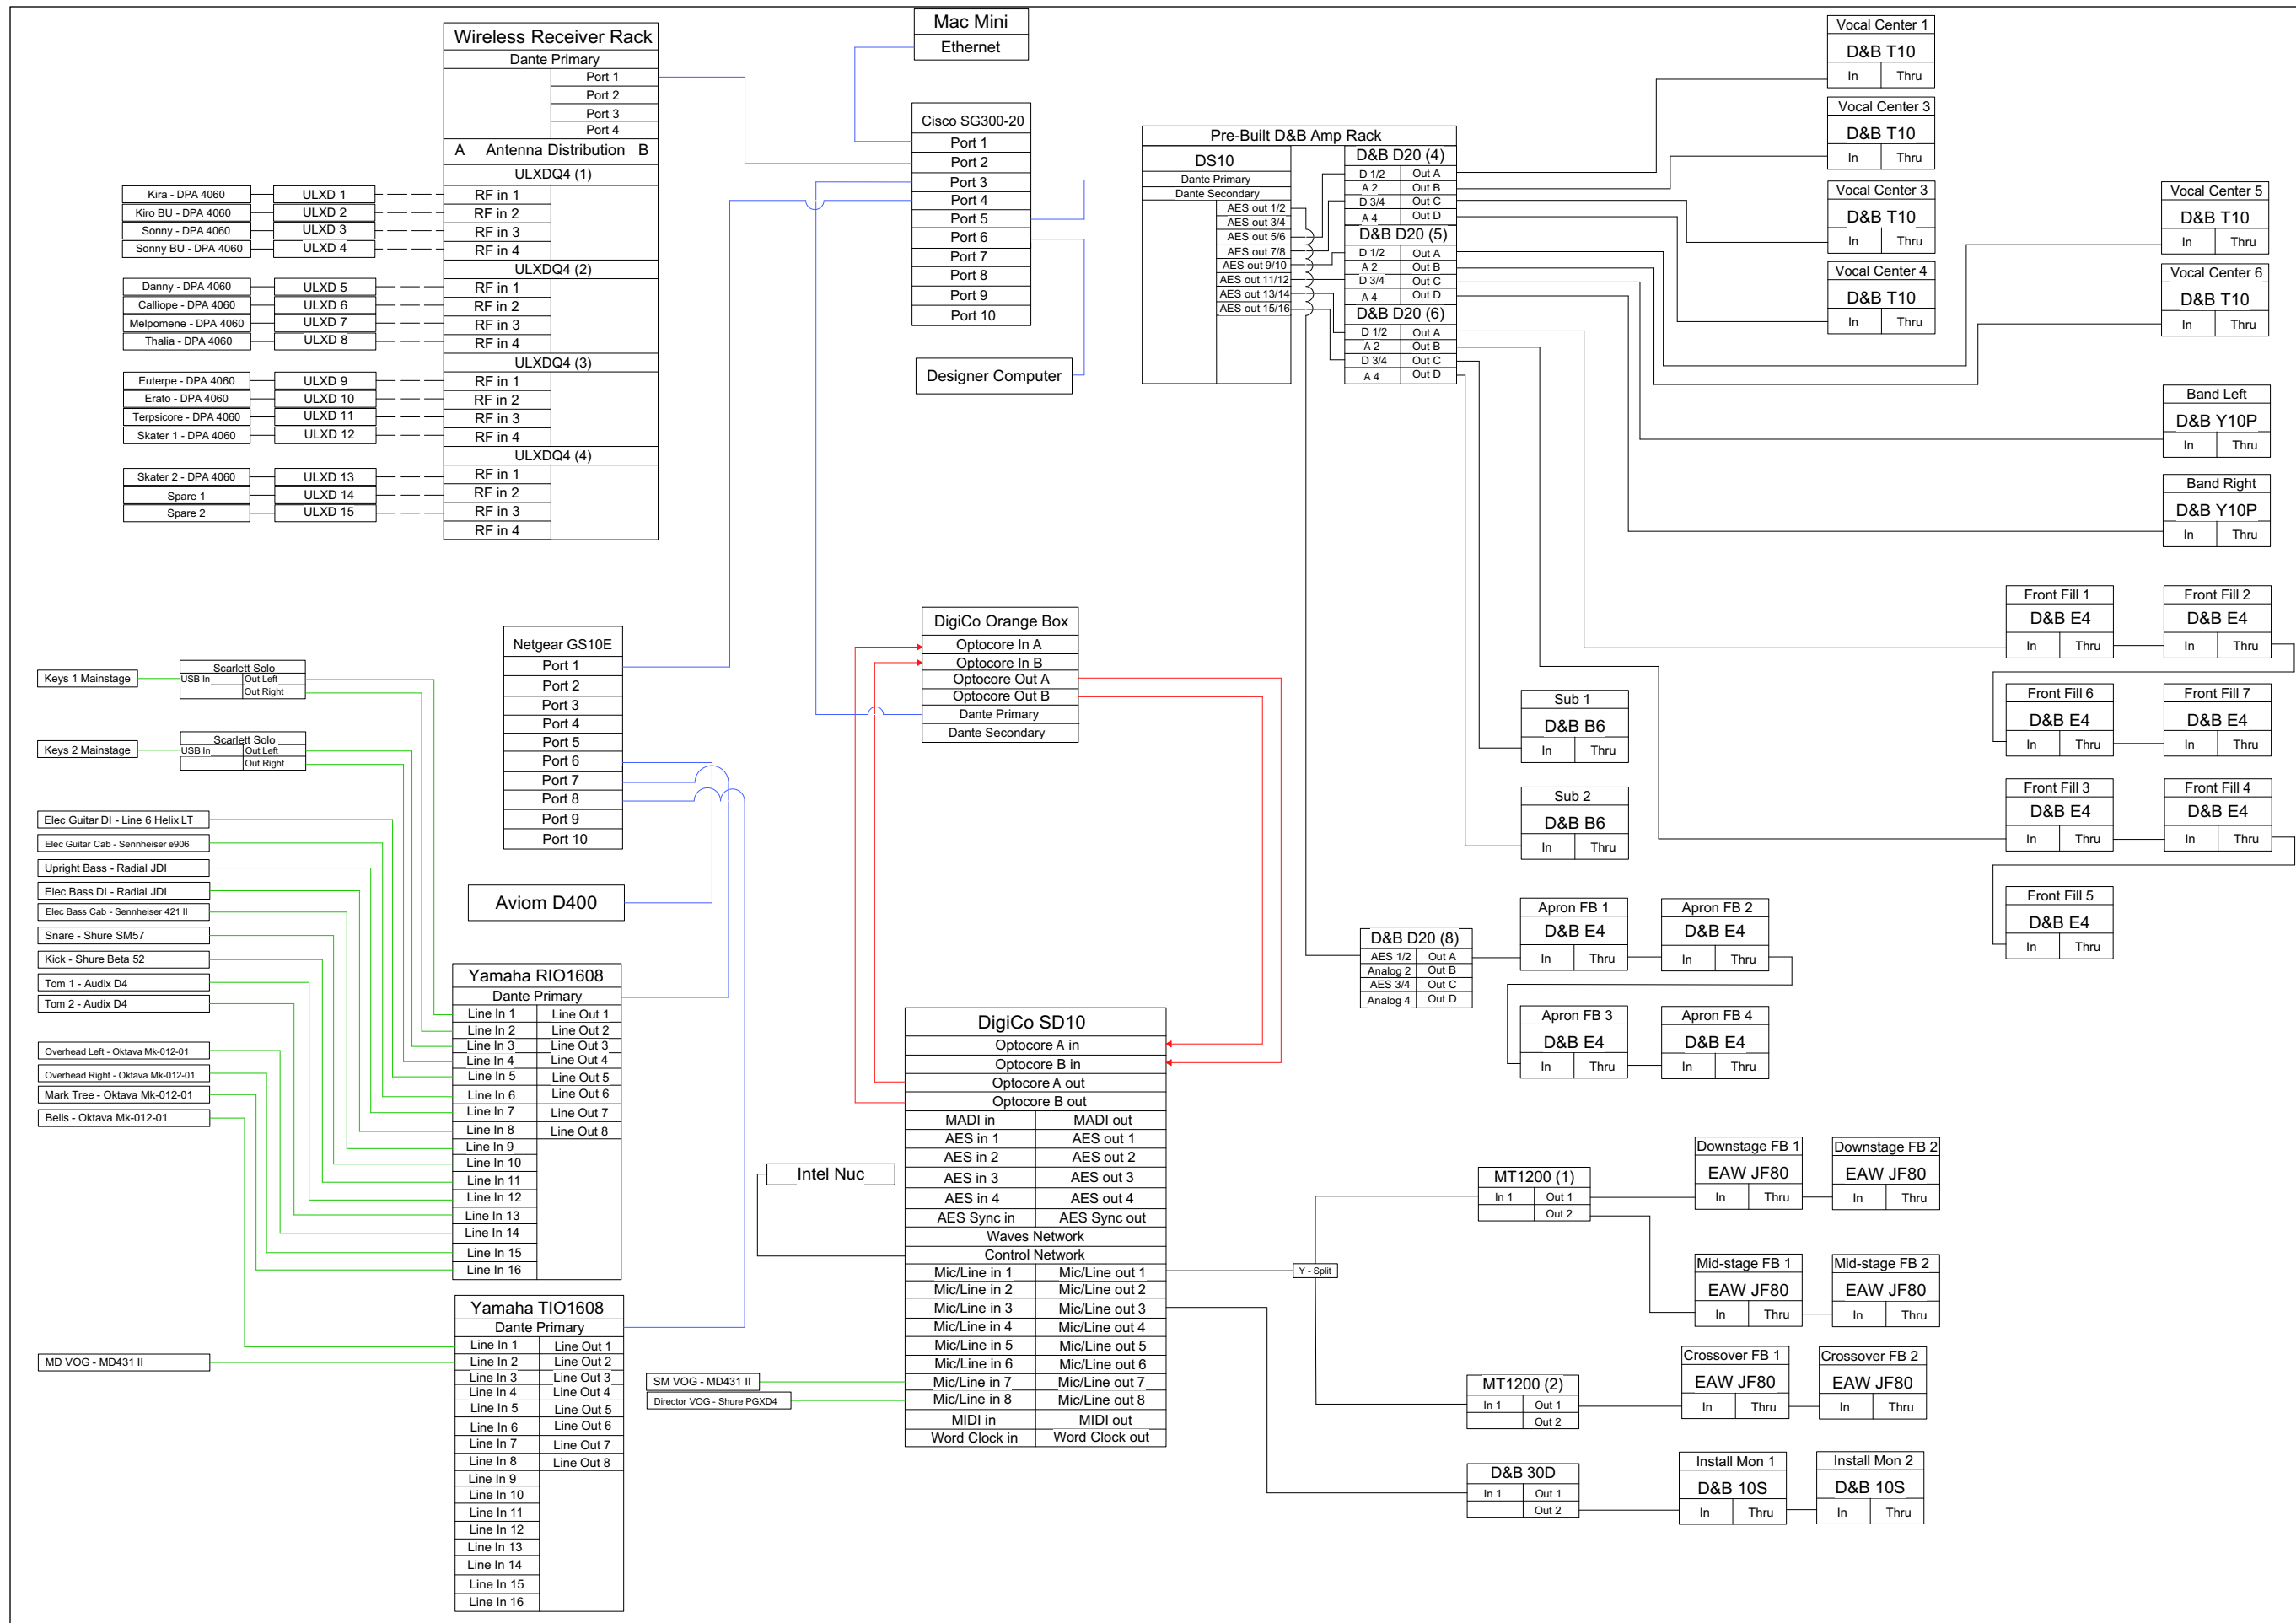 Wireless Receiver Rack
Dante Primary
Port 1
Port 2
Port 3
Port 4
A Antenna Distribution B
ULXDQ4 (1)
Kira - DPA 4060 ULXD 1 RF in 1
Kiro BU - DPA 4060 ULXD 2 RF in 2
Sonny - DPA 4060 ULXD 3 RF in 3
Sonny BU - DPA 4060 ULXD 4 RF in 4
ULXDQ4 (2)
Danny - DPA 4060 ULXD 5 RF in 1
Calliope - DPA 4060 ULXD 6 RF in 2
Melpomene - DPA 4060 ULXD 7 RF in 3
Thalia - DPA 4060 ULXD 8 RF in 4
ULXDQ4 (3)
Euterpe - DPA 4060 ULXD 9 RF in 1
Erato - DPA 4060 ULXD 10 RF in 2
Terpsicore - DPA 4060 ULXD 11 RF in 3
Skater 1 - DPA 4060 ULXD 12 RF in 4
ULXDQ4 (4)
Skater 2 - DPA 4060 ULXD 13 RF in 1
Spare 1 ULXD 14 RF in 2
Spare 2 ULXD 15 RF in 3
RF in 4
Mac Mini
Ethernet
Cisco SG300-20
Port 1
Port 2
Port 3
Port 4
Port 5
Port 6
Port 7
Port 8
Port 9
Port 10
Designer Computer
Pre-Built D&B Amp Rack
DS10
Dante Primary
Dante Secondary
AES out 1/2
AES out 3/4
AES out 5/6
AES out 7/8
AES out 9/10
AES out 11/12
AES out 13/14
AES out 15/16
D&B D20 (4)
D 1/2 Out A
A 2 Out B
D 3/4 Out C
A 4 Out D
D&B D20 (5)
D 1/2 Out A
A 2 Out B
D 3/4 Out C
A 4 Out D
D&B D20 (6)
D 1/2 Out A
A 2 Out B
D 3/4 Out C
A 4 Out D
Vocal Center 1
D&B T10
In Thru
Vocal Center 3
D&B T10
In Thru
Vocal Center 3
D&B T10
In Thru
Vocal Center 4
D&B T10
In Thru
Vocal Center 5
D&B T10
In Thru
Vocal Center 6
D&B T10
In Thru
Band Left
D&B Y10P
In Thru
Band Right
D&B Y10P
In Thru
Front Fill 1
D&B E4
In Thru
Front Fill 2
D&B E4
In Thru
Front Fill 6
D&B E4
In Thru
Front Fill 7
D&B E4
In Thru
Front Fill 3
D&B E4
In Thru
Front Fill 4
D&B E4
In Thru
Front Fill 5
D&B E4
In Thru
Sub 1
D&B B6
In Thru
Sub 2
D&B B6
In Thru
Netgear GS10E
Port 1
Port 2
Port 3
Port 4
Port 5
Port 6
Port 7
Port 8
Port 9
Port 10
Aviom D400
DigiCo Orange Box
Optocore In A
Optocore In B
Optocore Out A
Optocore Out B
Dante Primary
Dante Secondary
Keys 1 Mainstage
Scarlett Solo
USB In Out Left
Out Right
Keys 2 Mainstage
Scarlett Solo
USB In Out Left
Out Right
Elec Guitar DI - Line 6 Helix LT
Elec Guitar Cab - Sennheiser e906
Upright Bass - Radial JDI
Elec Bass DI - Radial JDI
Elec Bass Cab - Sennheiser 421 II
Snare - Shure SM57
Kick - Shure Beta 52
Tom 1 - Audix D4
Tom 2 - Audix D4
Overhead Left - Oktava Mk-012-01
Overhead Right - Oktava Mk-012-01
Mark Tree - Oktava Mk-012-01
Bells - Oktava Mk-012-01
MD VOG - MD431 II
Yamaha RIO1608
Dante Primary
Line In 1 Line Out 1
Line In 2 Line Out 2
Line In 3 Line Out 3
Line In 4 Line Out 4
Line In 5 Line Out 5
Line In 6 Line Out 6
Line In 7 Line Out 7
Line In 8 Line Out 8
Line In 9
Line In 10
Line In 11
Line In 12
Line In 13
Line In 14
Line In 15
Line In 16
Yamaha TIO1608
Dante Primary
Line In 1 Line Out 1
Line In 2 Line Out 2
Line In 3 Line Out 3
Line In 4 Line Out 4
Line In 5 Line Out 5
Line In 6 Line Out 6
Line In 7 Line Out 7
Line In 8 Line Out 8
Line In 9
Line In 10
Line In 11
Line In 12
Line In 13
Line In 14
Line In 15
Line In 16
D&B D20 (8)
AES 1/2 Out A
Analog 2 Out B
AES 3/4 Out C
Analog 4 Out D
Apron FB 1
D&B E4
In Thru
Apron FB 2
D&B E4
In Thru
Apron FB 3
D&B E4
In Thru
Apron FB 4
D&B E4
In Thru
Intel Nuc
SM VOG - MD431 II
Director VOG - Shure PGXD4
DigiCo SD10
Optocore A in
Optocore B in
Optocore A out
Optocore B out
MADI in MADI out
AES in 1 AES out 1
AES in 2 AES out 2
AES in 3 AES out 3
AES in 4 AES out 4
AES Sync in AES Sync out
Waves Network
Control Network
Mic/Line in 1 Mic/Line out 1
Mic/Line in 2 Mic/Line out 2
Mic/Line in 3 Mic/Line out 3
Mic/Line in 4 Mic/Line out 4
Mic/Line in 5 Mic/Line out 5
Mic/Line in 6 Mic/Line out 6
Mic/Line in 7 Mic/Line out 7
Mic/Line in 8 Mic/Line out 8
MIDI in MIDI out
Word Clock in Word Clock out
Y - Split
MT1200 (1)
In 1 Out 1
Out 2
Downstage FB 1
EAW JF80
In Thru
Downstage FB 2
EAW JF80
In Thru
Mid-stage FB 1
EAW JF80
In Thru
Mid-stage FB 2
EAW JF80
In Thru
MT1200 (2)
In 1 Out 1
Out 2
Crossover FB 1
EAW JF80
In Thru
Crossover FB 2
EAW JF80
In Thru
D&B 30D
In 1 Out 1
Out 2
Install Mon 1
D&B 10S
In Thru
Install Mon 2
D&B 10S
In Thru